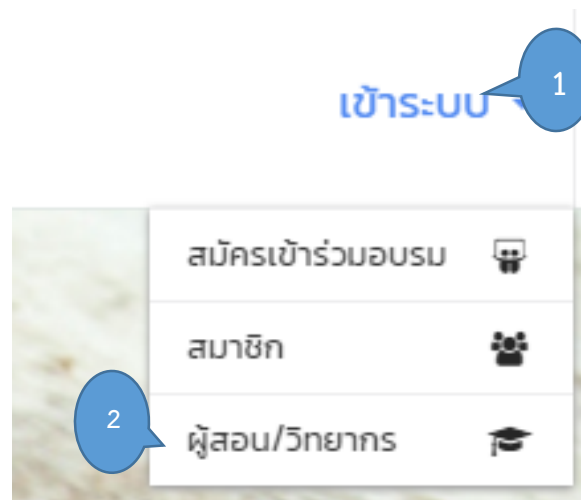 เข้าระบบ
1
สมัครเข้าร่วมอบรม
สมาชิก
2
ผู้สอน/วิทยากร